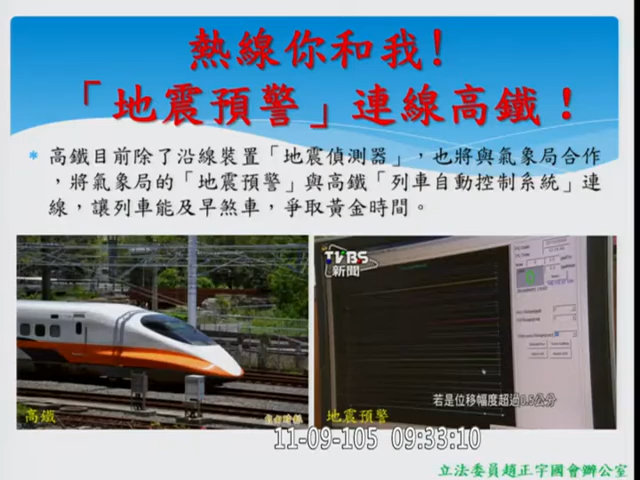 熱線你和我!
「地震預警」連線高鐵!
* 高鐵目前除了沿線裝置「地震偵測器」,也將與氣象局合作
,將氣象局的「地震預警」與高鐵「列車自動控制系統」連
線,讓列車能及早煞車,爭取黃金時間。
TVBS
新聞
若是位移幅度超過0.5公分
高鐵
地震預警
11-09-105 09:33:10
立法委員趙正宇國會辦公室